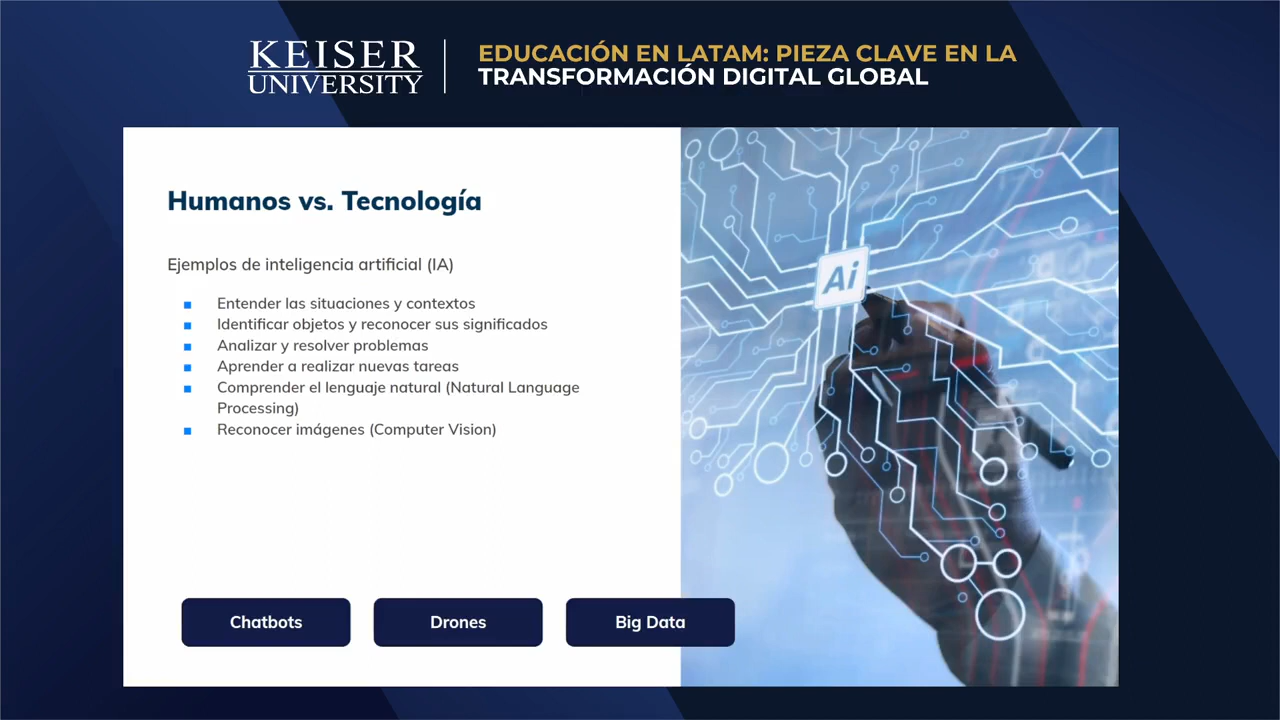 KEISER
UNIVERSITY
EDUCACIÓN EN LATAM: PIEZA CLAVE EN LA
TRANSFORMACIÓN DIGITAL GLOBAL
Humanos vs. Tecnología
Ejemplos de inteligencia artificial (IA)
Entender las situaciones y contextos
Identificar objetos y reconocer sus significados
Analizar y resolver problemas
Aprender a realizar nuevas tareas
Comprender el lenguaje natural (Natural Language
Processing)
Reconocer imágenes (Computer Vision)
Ai
Chatbots
Drones
Big Data